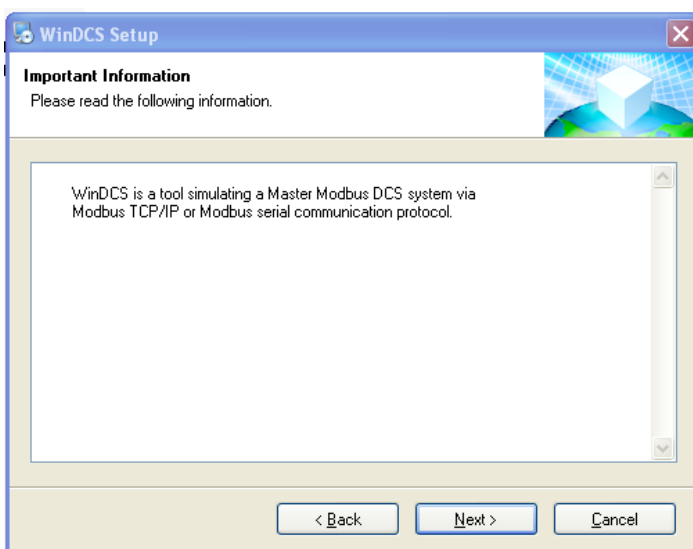 WinDCS Setup
Important Information
Please read the following information.
WinDCS is a tool simulating a Master Modbus DCS system via
Modbus TCP/IP or Modbus serial communication protocol.
< Back
Next >
Cancel